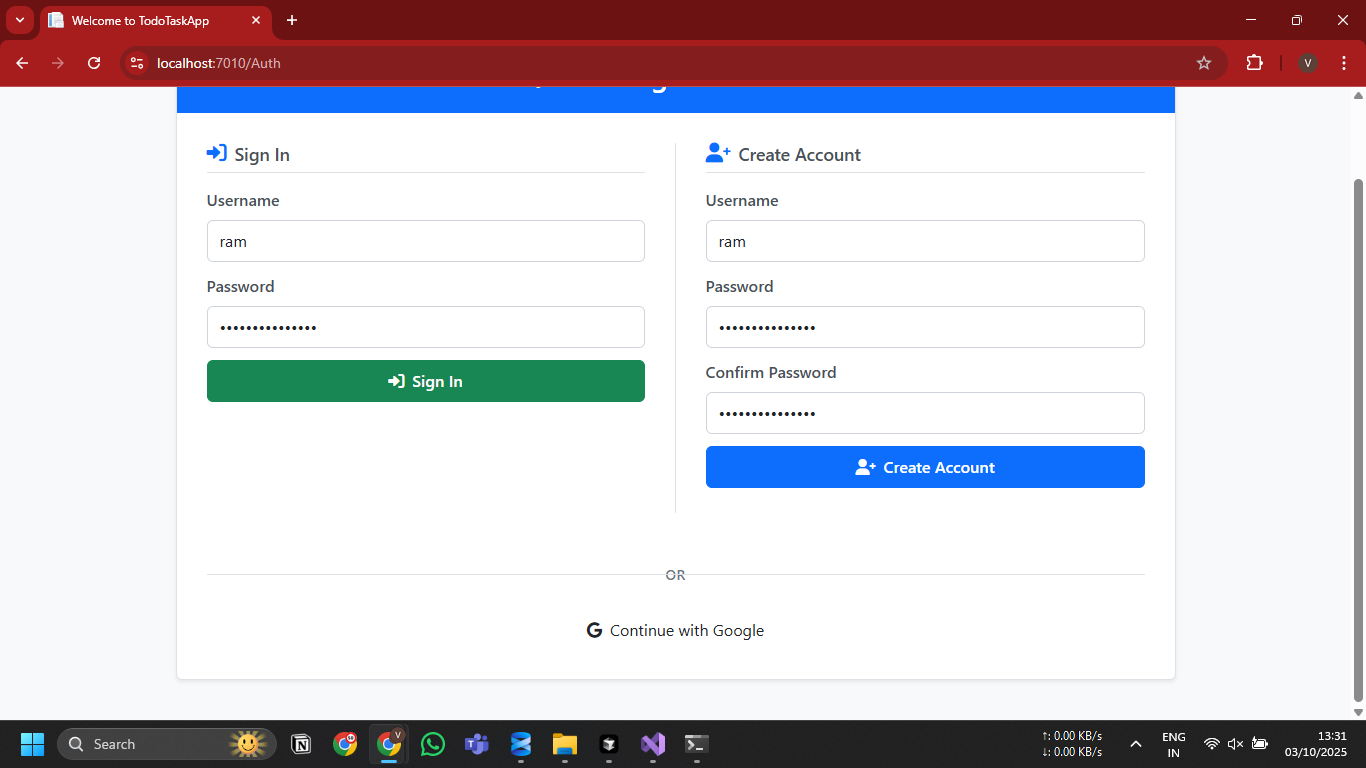 Welcome to TodoTaskApp
localhost:7010/Auth
V
Sign In
Username
ram
Password
•••••••••••••••
Sign In
Create Account
Username
ram
Password
•••••••••••••••
Confirm Password
•••••••••••••••
Create Account
OR
G Continue with Google
Search
V
↑: 0.00 KB/s
↓: 0.00 KB/s
ENG
IN
13:31
03/10/2025